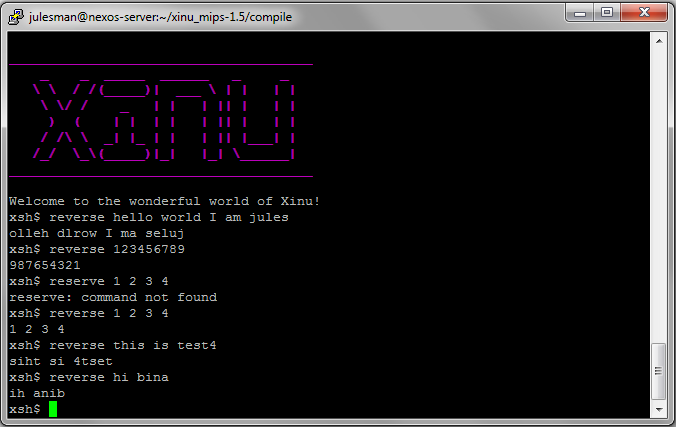 julesman@nexos-server:~/xinu_mips-1.5/compile
Xinu
Welcome to the wonderful world of Xinu!
xsh$ reverse hello world I am jules
olleh dlrow I ma seluj
xsh$ reverse 123456789
987654321
xsh$ reserve 1 2 3 4
reserve: command not found
xsh$ reverse 1 2 3 4
1 2 3 4
xsh$ reverse this is test4
siht si 4tset
xsh$ reverse hi bina
ih anib
xsh$